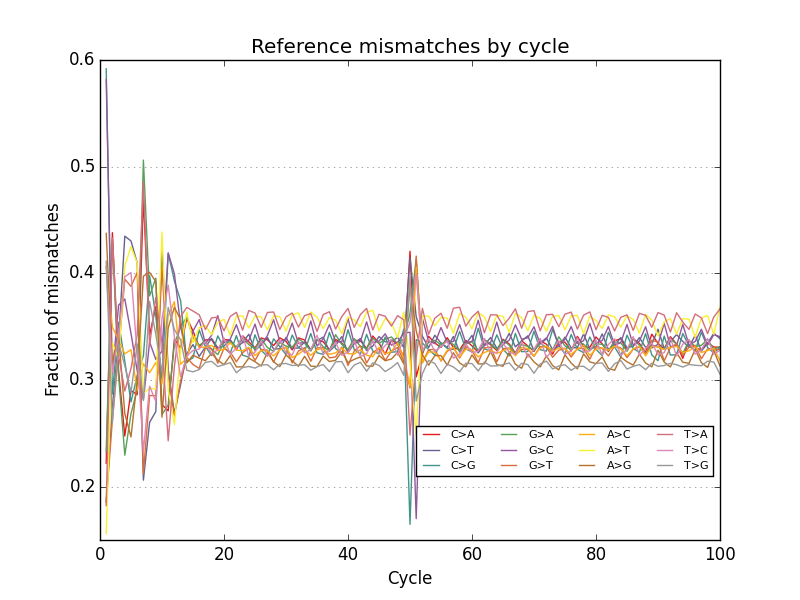 Reference mismatches by cycle
Fraction of mismatches
0.6
0.5
0.4
0.3
0.2
C>A G>A A>C T>A
C>T G>C A>T T>C
C>G G>T A>G T>G
0 20 40 60 80 100
Cycle